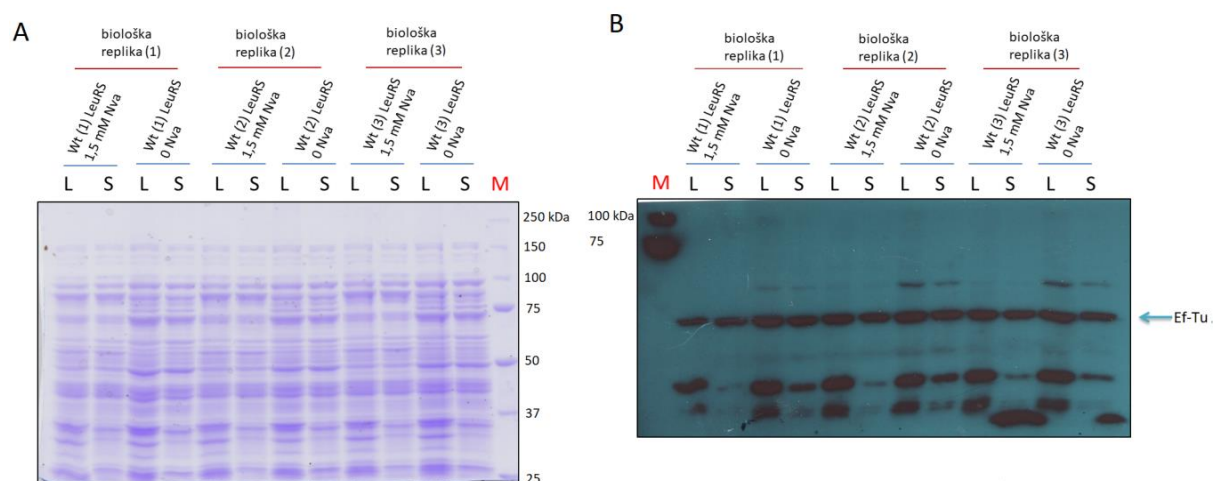 A
biološka
replika (1)
biološka
replika (2)
biološka
replika (3)
Wt (1) LeuRS
1,5 mM Nva
Wt (1) LeuRS
0 Nva
Wt (2) LeuRS
1,5 mM Nva
Wt (2) LeuRS
0 Nva
Wt (3) LeuRS
1,5 mM Nva
Wt (3) LeuRS
0 Nva
L S L S L S L S L S L S M
250 kDa
150
100
75
50
37
25
B
biološka
replika (1)
biološka
replika (2)
biološka
replika (3)
Wt (1) LeuRS
1,5 mM Nva
Wt (1) LeuRS
0 Nva
Wt (2) LeuRS
1,5 mM Nva
Wt (2) LeuRS
0 Nva
Wt (3) LeuRS
1,5 mM Nva
Wt (3) LeuRS
0 Nva
M L S L S L S L S L S L S
100 kDa
75
Ef-Tu